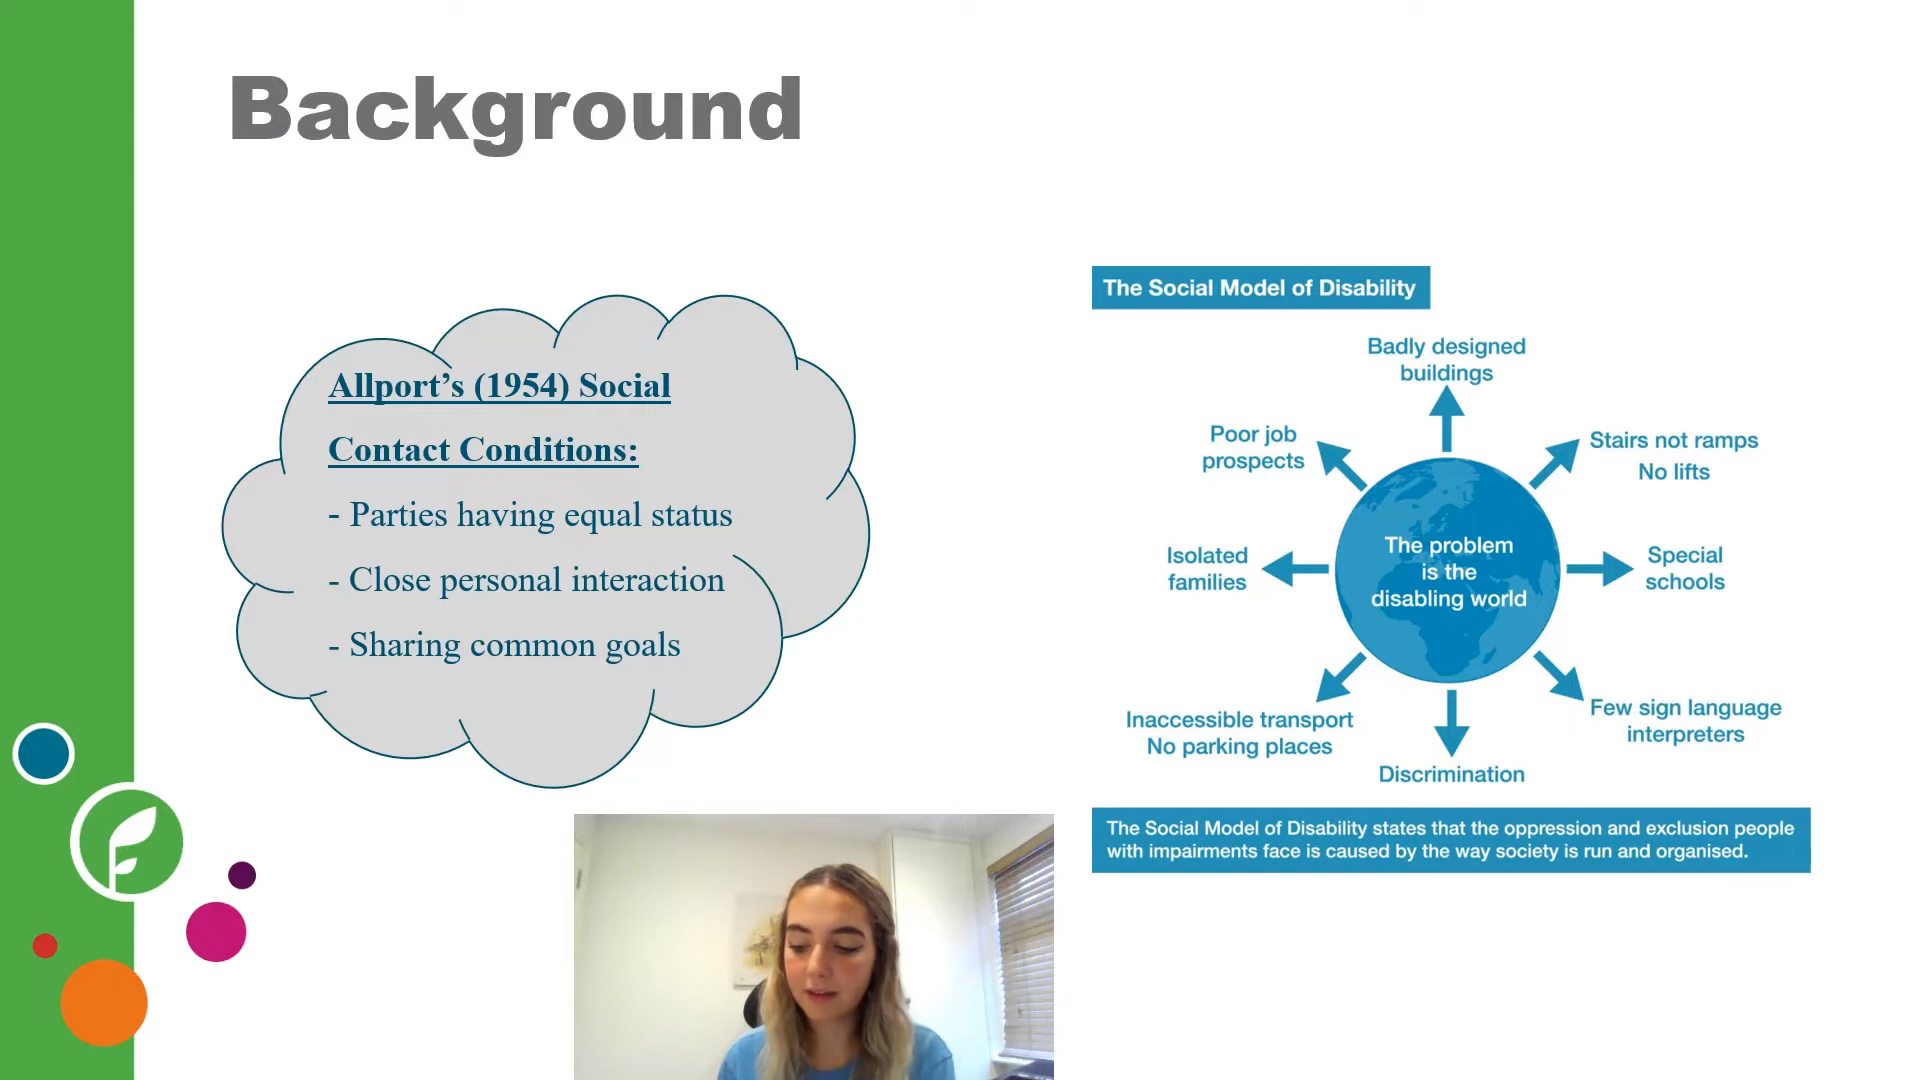 Background
Allport’s (1954) Social
Contact Conditions:
- Parties having equal status
- Close personal interaction
- Sharing common goals
The Social Model of Disability
Badly designed
buildings
Poor job
prospects
Stairs not ramps
No lifts
Isolated
families
The problem
is the
disabling world
Special
schools
Inaccessible transport
No parking places
Few sign language
interpreters
Discrimination
The Social Model of Disability states that the oppression and exclusion people
with impairments face is caused by the way society is run and organised.